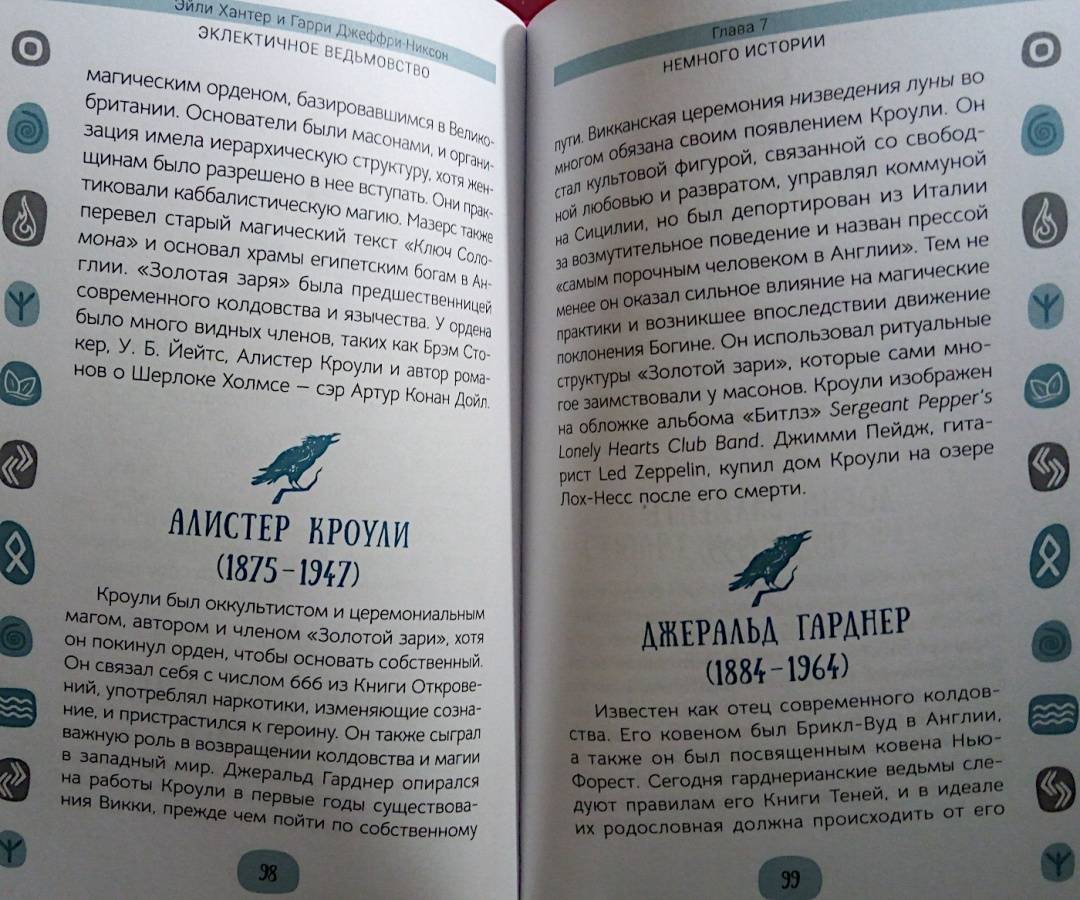 Эйли Хантер и Гарри Джеффри-Никсон
ЭКЛЕКТИЧНОЕ ВЕДЬМОВСТВО
магическим орденом, базировавшимся в Велико-
британии. Основатели были масонами, и органи-
зация имела иерархическую структуру, хотя жен-
щинам было разрешено в нее вступать. Они прак-
тиковали каббалистическую магию. Мазерс также
перевел старый магический текст «Ключ Соло-
мона» и основал храмы египетским богам в Ан-
глии. «Золотая заря» была предшественницей
современного колдовства и язычества. У ордена
было много видных членов, таких как Брэм Сто-
кер, У. Б. Йейтс, Алистер Кроули и автор рома-
нов о Шерлоке Холмсе — сэр Артур Конан Дойл.
АЛИСТЕР КРОУЛИ
(1875–1947)
Кроули был оккультистом и церемониальным
магом, автором и членом «Золотой зари», хотя
он покинул орден, чтобы основать собственный.
Он связал себя с числом 666 из Книги Открове-
ний, употреблял наркотики, изменяющие созна-
ние, и пристрастился к героину. Он также сыграл
важную роль в возвращении колдовства и магии
в западный мир. Джеральд Гарднер опирался
на работы Кроули в первые годы существова-
ния Викки, прежде чем пойти по собственному
98
Глава 7
НЕМНОГО ИСТОРИИ
пути. Викканская церемония низведения луны во
многом обязана своим появлением Кроули. Он
стал культовой фигурой, связанной со свобод-
ной любовью и развратом, управлял коммуной
на Сицилии, но был депортирован из Италии
за возмутительное поведение и назван прессой
«самым порочным человеком в Англии». Тем не
менее он оказал сильное влияние на магические
практики и возникшее впоследствии движение
поклонения Богине. Он использовал ритуальные
структуры «Золотой зари», которые сами мно-
гое заимствовали у масонов. Кроули изображен
на обложке альбома «Битлз» Sergeant Pepper's
Lonely Hearts Club Band. Джимми Пейдж, гита-
рист Led Zeppelin, купил дом Кроули на озере
Лох-Несс после его смерти.
ДЖЕРАЛЬД ГАРДНЕР
(1884–1964)
Известен как отец современного колдов-
ства. Его ковеном был Брикл-Вуд в Англии,
а также он был посвященным ковена Нью-
Форест. Сегодня гарднерианские ведьмы сле-
дуют правилам его Книги Теней, и в идеале
их родословная должна происходить от его
99